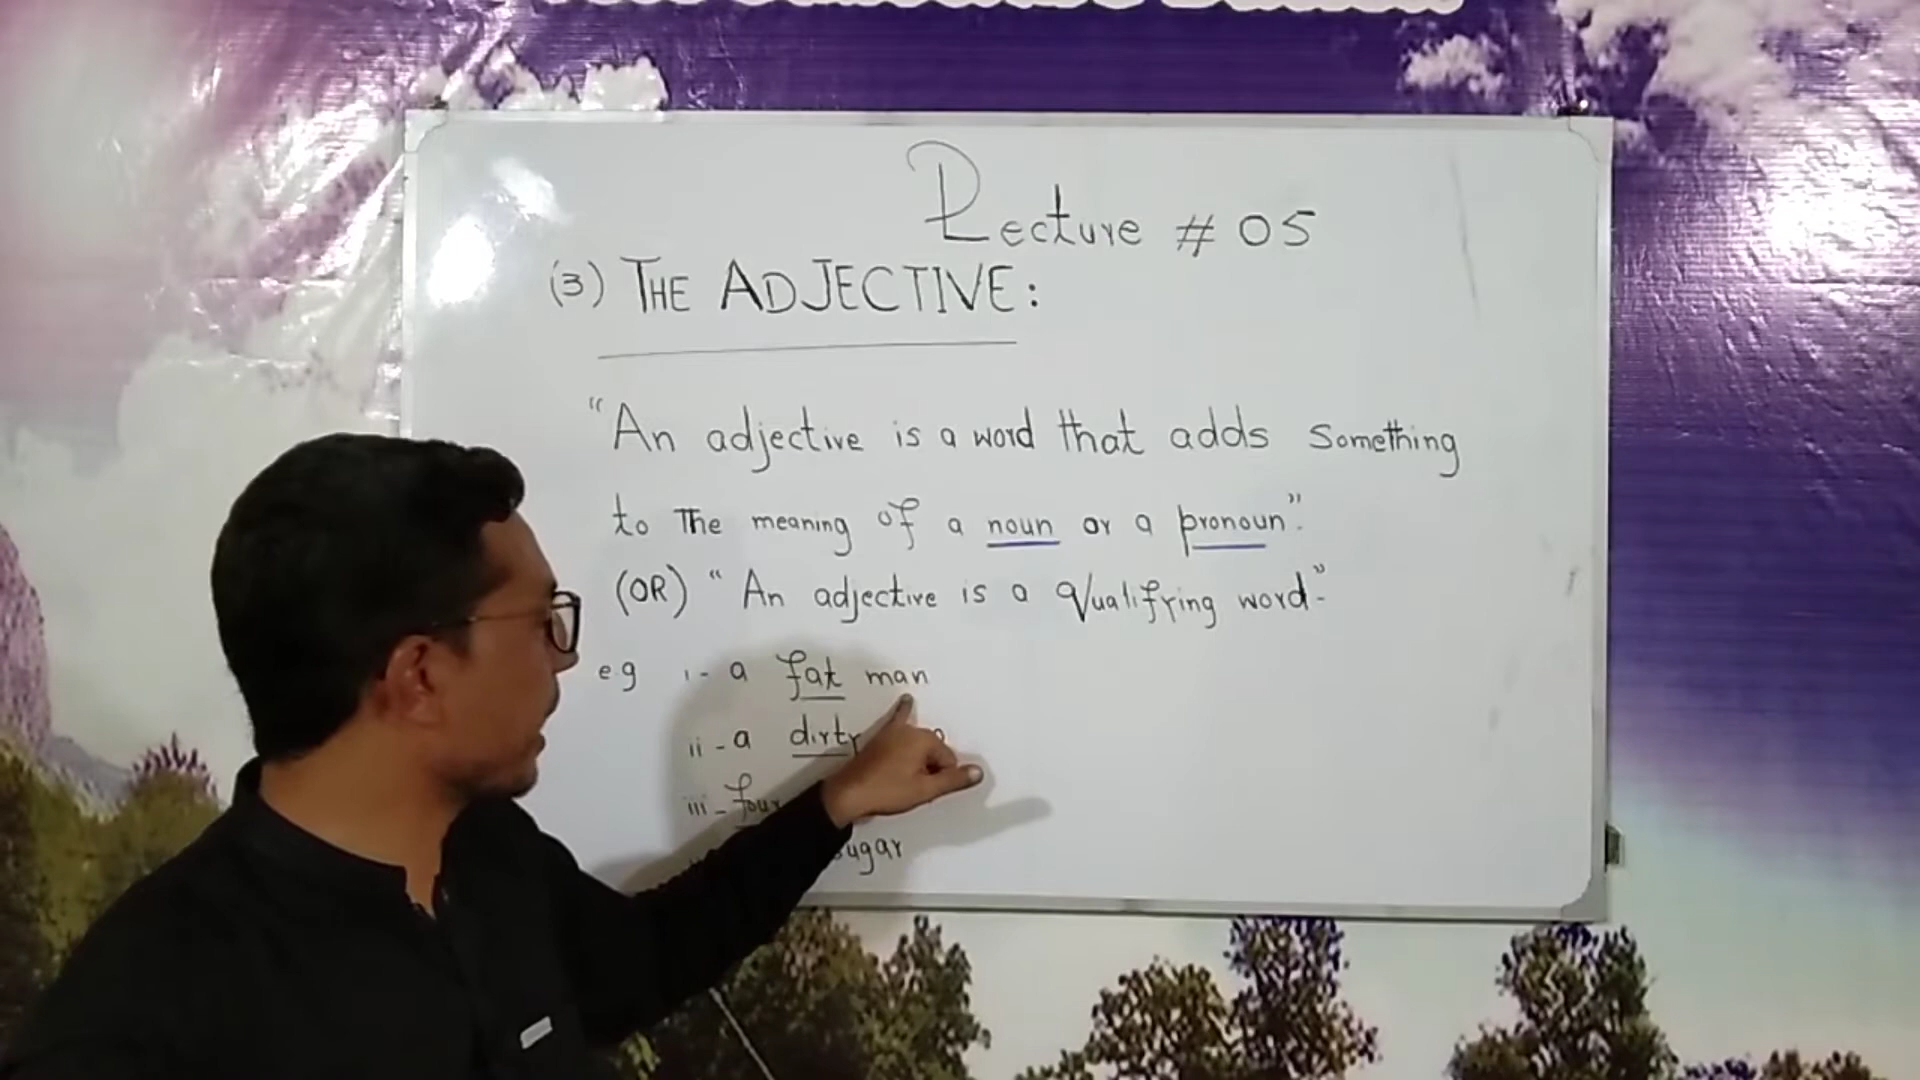 Lecture # 05
(3) THE ADJECTIVE:
"An adjective is a word that adds something
to The meaning of a noun or a pronoun".
(OR) "An adjective is a Qualifying word"-
e.g i- a fat man
ii - a dirty
iii - four
sugar